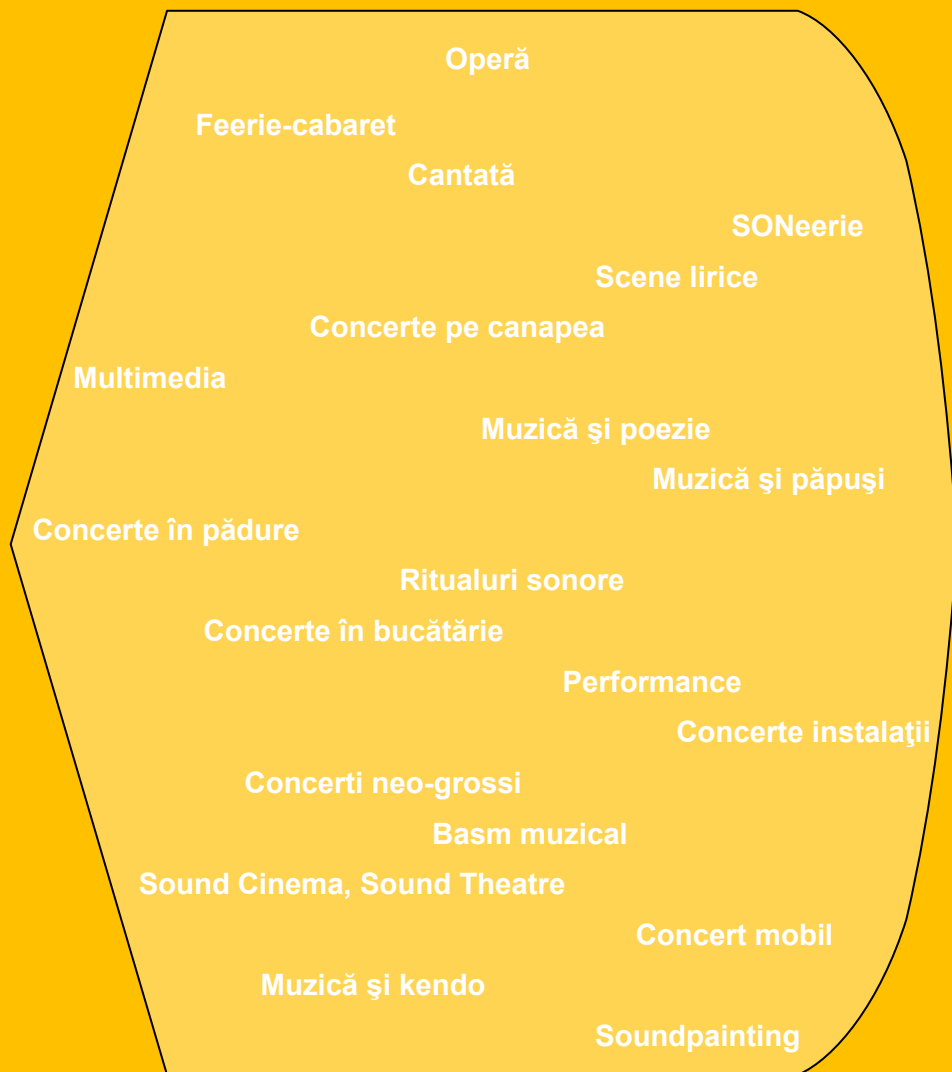 Operă
Feerie-cabaret
Cantată
SONeerie
Scene lirice
Concerte pe canapea
Multimedia
Muzică şi poezie
Muzică şi păpuşi
Concerte în pădure
Ritualuri sonore
Concerte în bucătărie
Performance
Concerte instalaţii
Concerti neo-grossi
Basm muzical
Sound Cinema, Sound Theatre
Concert mobil
Muzică şi kendo
Soundpainting